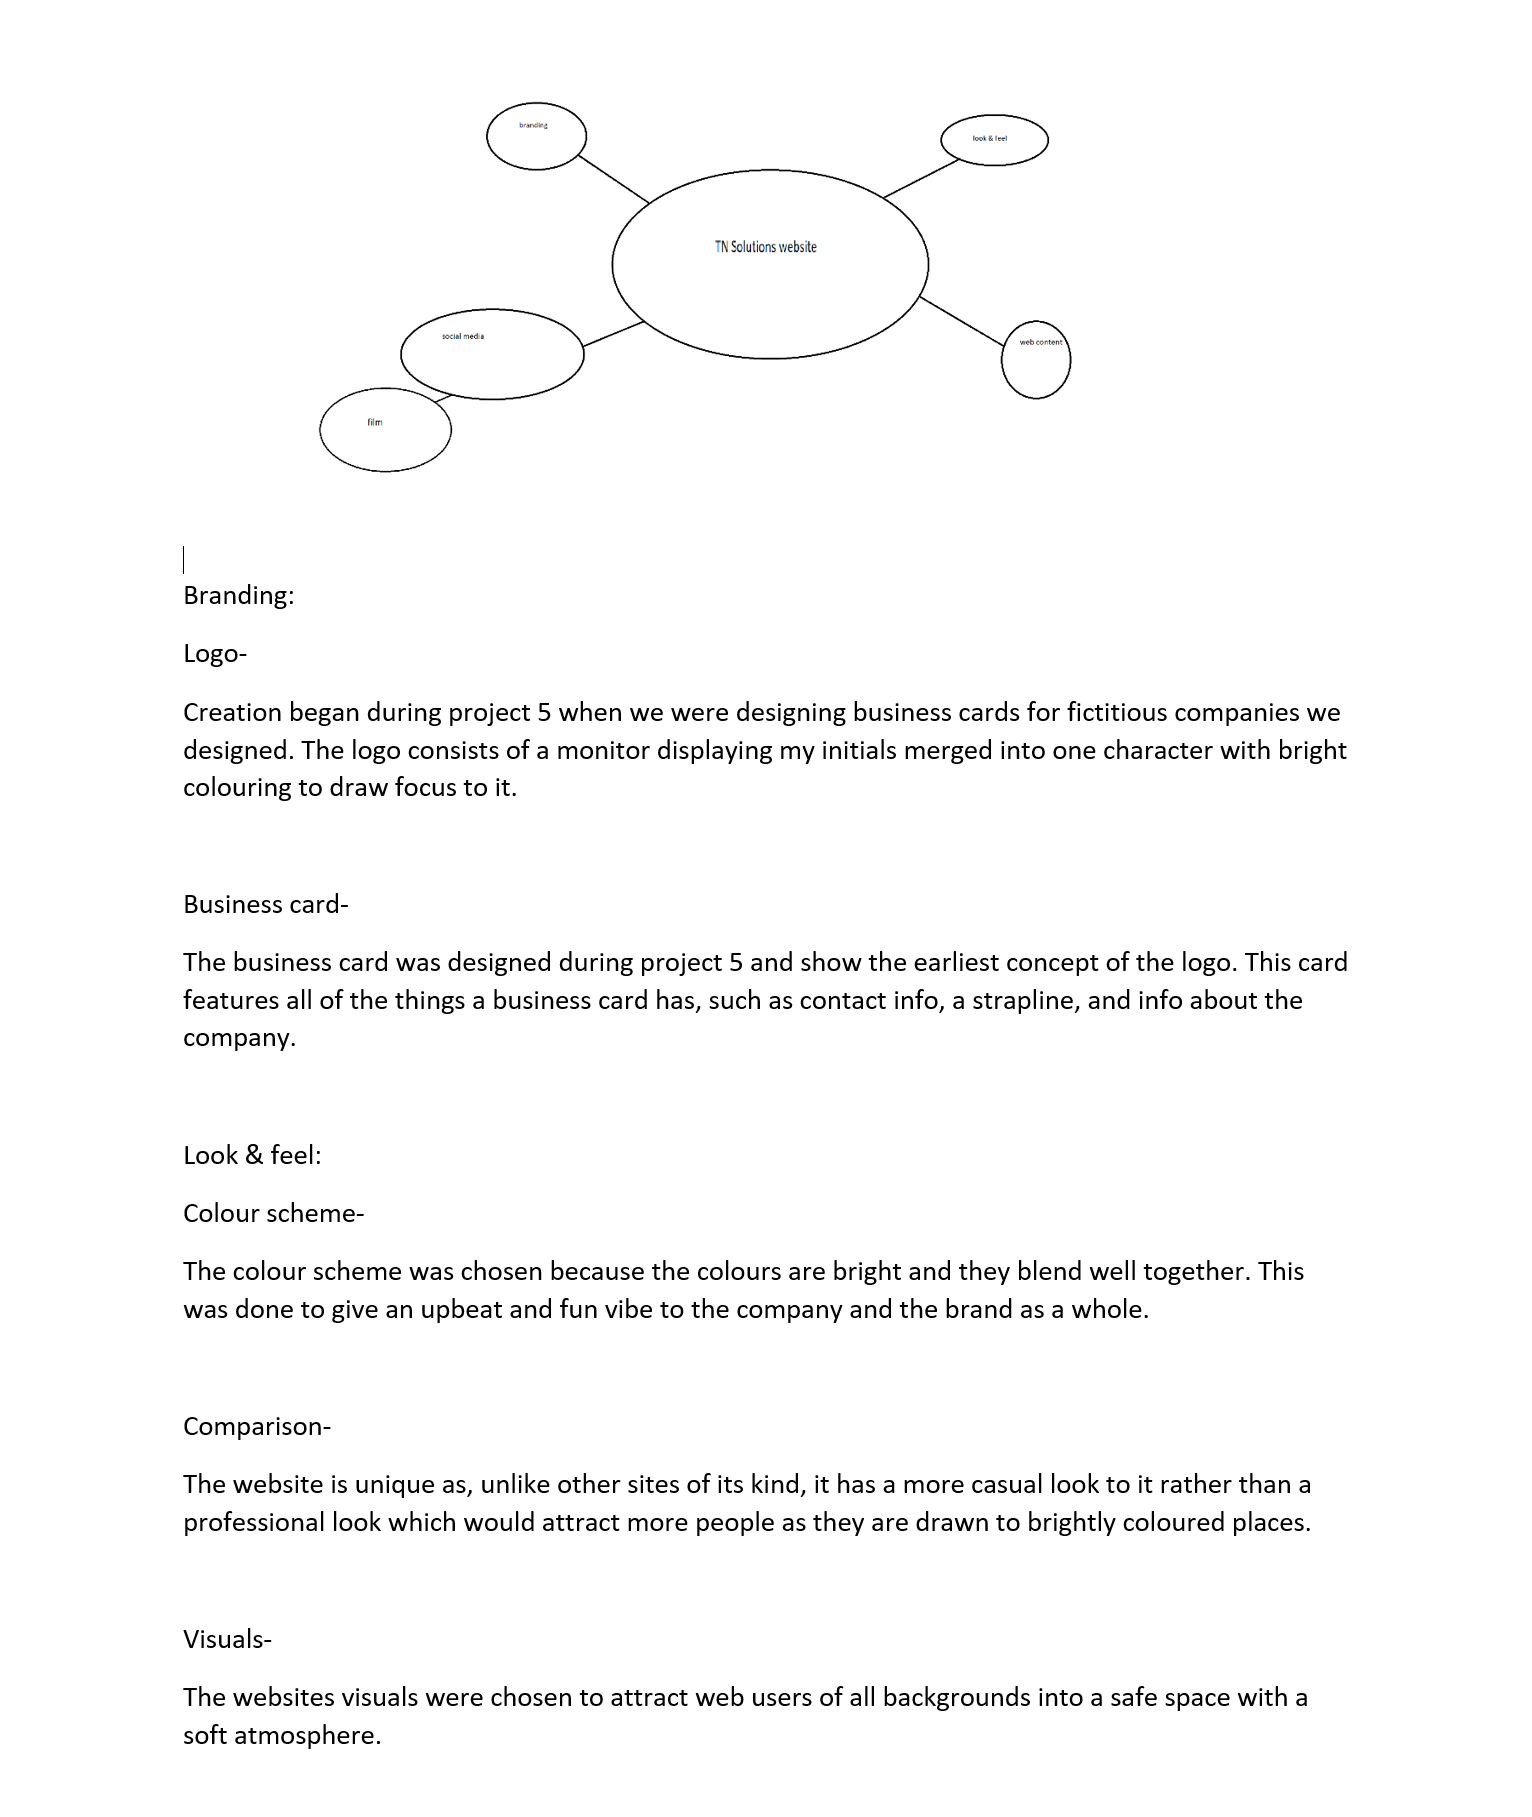 branding
look & feel
TN Solutions website
social media
web content
film
Branding:
Logo-
Creation began during project 5 when we were designing business cards for fictitious companies we
designed. The logo consists of a monitor displaying my initials merged into one character with bright
colouring to draw focus to it.
Business card-
The business card was designed during project 5 and show the earliest concept of the logo. This card
features all of the things a business card has, such as contact info, a strapline, and info about the
company.
Look & feel:
Colour scheme-
The colour scheme was chosen because the colours are bright and they blend well together. This
was done to give an upbeat and fun vibe to the company and the brand as a whole.
Comparison-
The website is unique as, unlike other sites of its kind, it has a more casual look to it rather than a
professional look which would attract more people as they are drawn to brightly coloured places.
Visuals-
The websites visuals were chosen to attract web users of all backgrounds into a safe space with a
soft atmosphere.